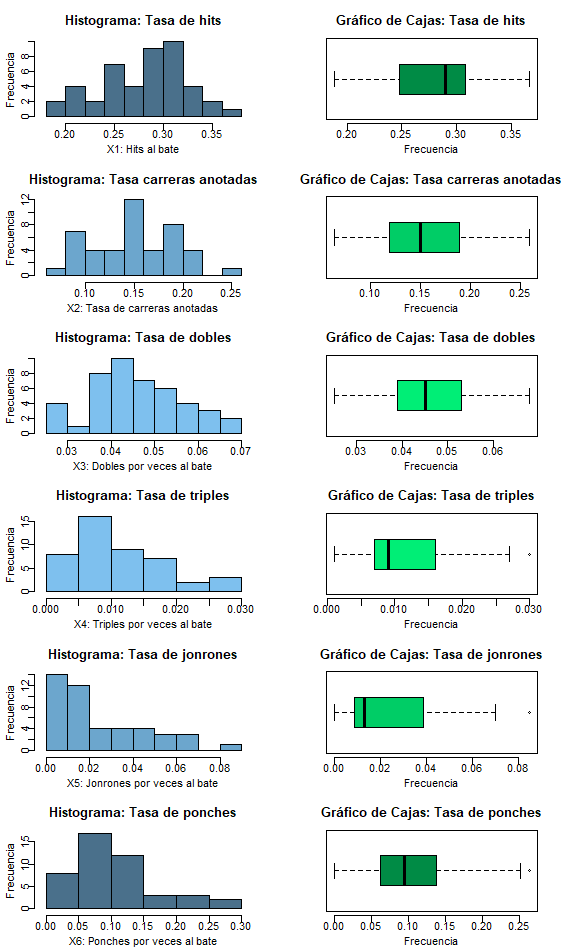 Histograma: Tasa de hits
Frecuencia
0 2 4 6 8
0.20 0.25 0.30 0.35
X1: Hits al bate
Gráfico de Cajas: Tasa de hits
0.20 0.25 0.30 0.35
Frecuencia
Histograma: Tasa carreras anotadas
Frecuencia
0 4 8 12
0.10 0.15 0.20 0.25
X2: Tasa de carreras anotadas
Gráfico de Cajas: Tasa carreras anotadas
0.10 0.15 0.20 0.25
Frecuencia
Histograma: Tasa de dobles
Frecuencia
0 2 4 6 8
0.03 0.04 0.05 0.06 0.07
X3: Dobles por veces al bate
Gráfico de Cajas: Tasa de dobles
0.03 0.04 0.05 0.06
Frecuencia
Histograma: Tasa de triples
Frecuencia
0 5 10 15
0.000 0.010 0.020 0.030
X4: Triples por veces al bate
Gráfico de Cajas: Tasa de triples
0.000 0.010 0.020 0.030
Frecuencia
Histograma: Tasa de jonrones
Frecuencia
0 4 8 12
0.00 0.02 0.04 0.06 0.08
X5: Jonrones por veces al bate
Gráfico de Cajas: Tasa de jonrones
0.00 0.02 0.04 0.06 0.08
Frecuencia
Histograma: Tasa de ponches
Frecuencia
0 5 10 15
0.00 0.05 0.10 0.15 0.20 0.25 0.30
X6: Ponches por veces al bate
Gráfico de Cajas: Tasa de ponches
0.00 0.05 0.10 0.15 0.20 0.25
Frecuencia